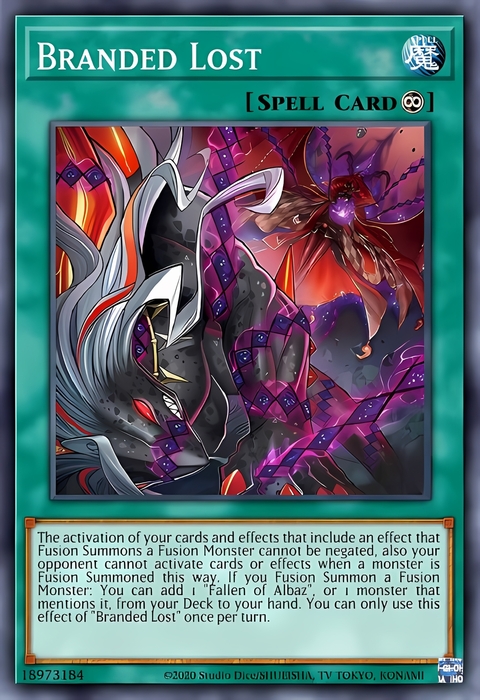 Branded Lost
魔
[Spell Card]
The activation of your cards and effects that include an effect that
Fusion Summons a Fusion Monster cannot be negated, also your
opponent cannot activate cards or effects when a monster is
Fusion Summoned this way. If you Fusion Summon a Fusion
Monster: You can add 1 "Fallen of Albaz", or 1 monster that
mentions it, from your Deck to your hand. You can only use this
effect of "Branded Lost" once per turn.
18973184
©2020 Studio Dice/SHUEISHA, TV TOKYO, KONAMI